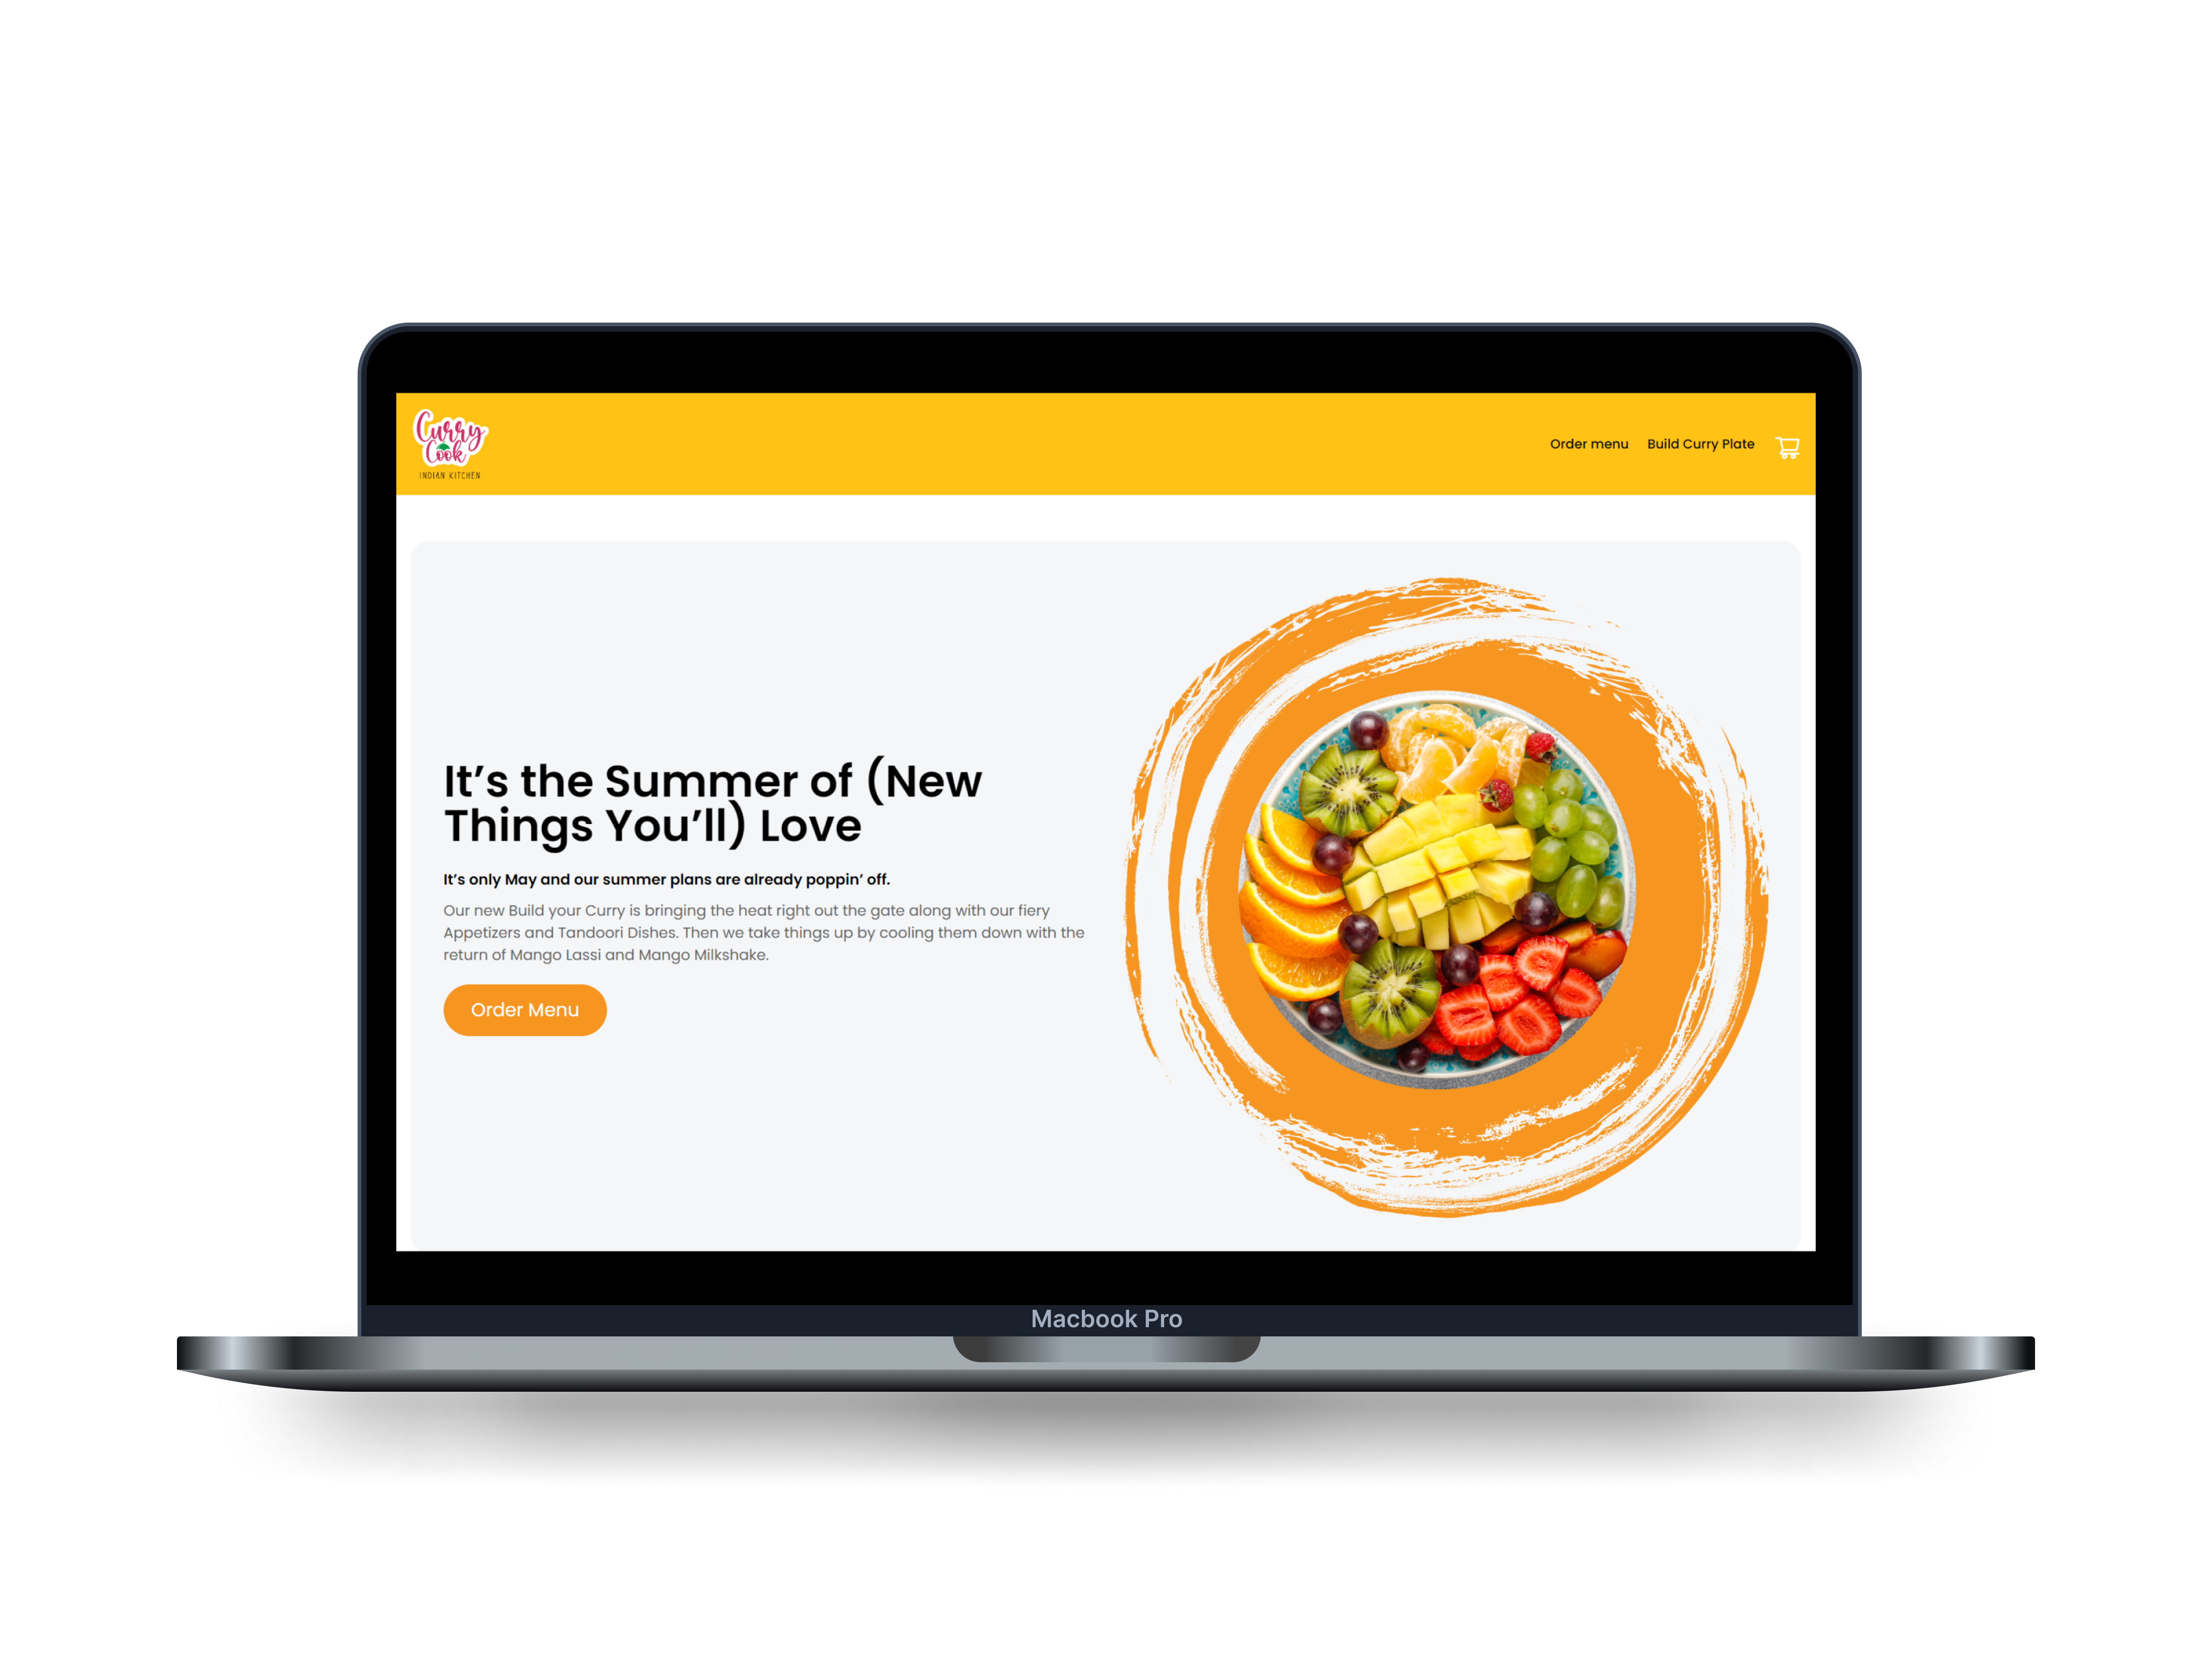 Curry
Cook
INDIAN KITCHEN
Order menu Build Curry Plate
It’s the Summer of (New
Things You’ll) Love
It’s only May and our summer plans are already poppin’ off.
Our new Build your Curry is bringing the heat right out the gate along with our fiery
Appetizers and Tandoori Dishes. Then we take things up by cooling them down with the
return of Mango Lassi and Mango Milkshake.
Order Menu
Macbook Pro